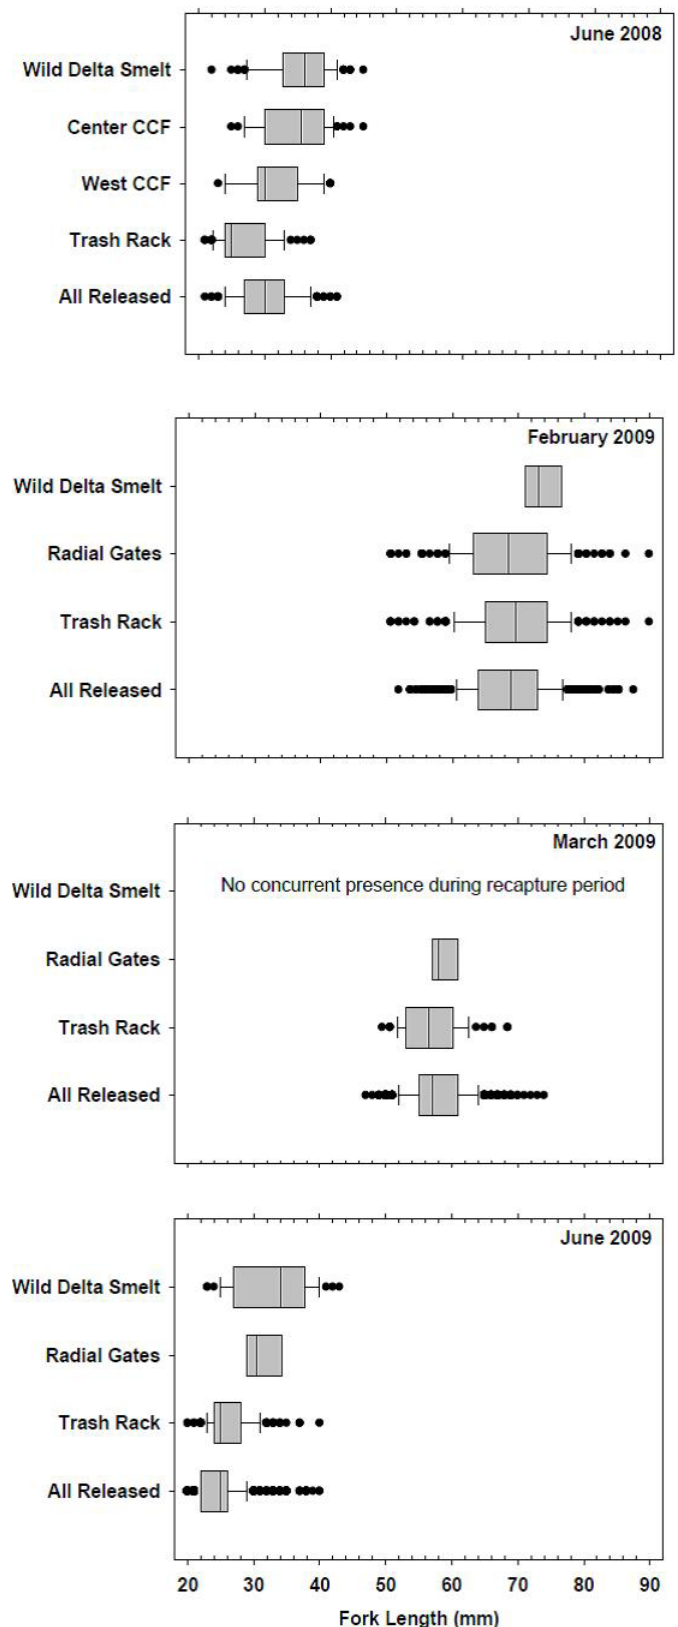 June 2008
Wild Delta Smelt
Center CCF
West CCF
Trash Rack
All Released
February 2009
Wild Delta Smelt
Radial Gates
Trash Rack
All Released
March 2009
Wild Delta Smelt No concurrent presence during recapture period
Radial Gates
Trash Rack
All Released
June 2009
Wild Delta Smelt
Radial Gates
Trash Rack
All Released
20 30 40 50 60 70 80 90
Fork Length (mm)